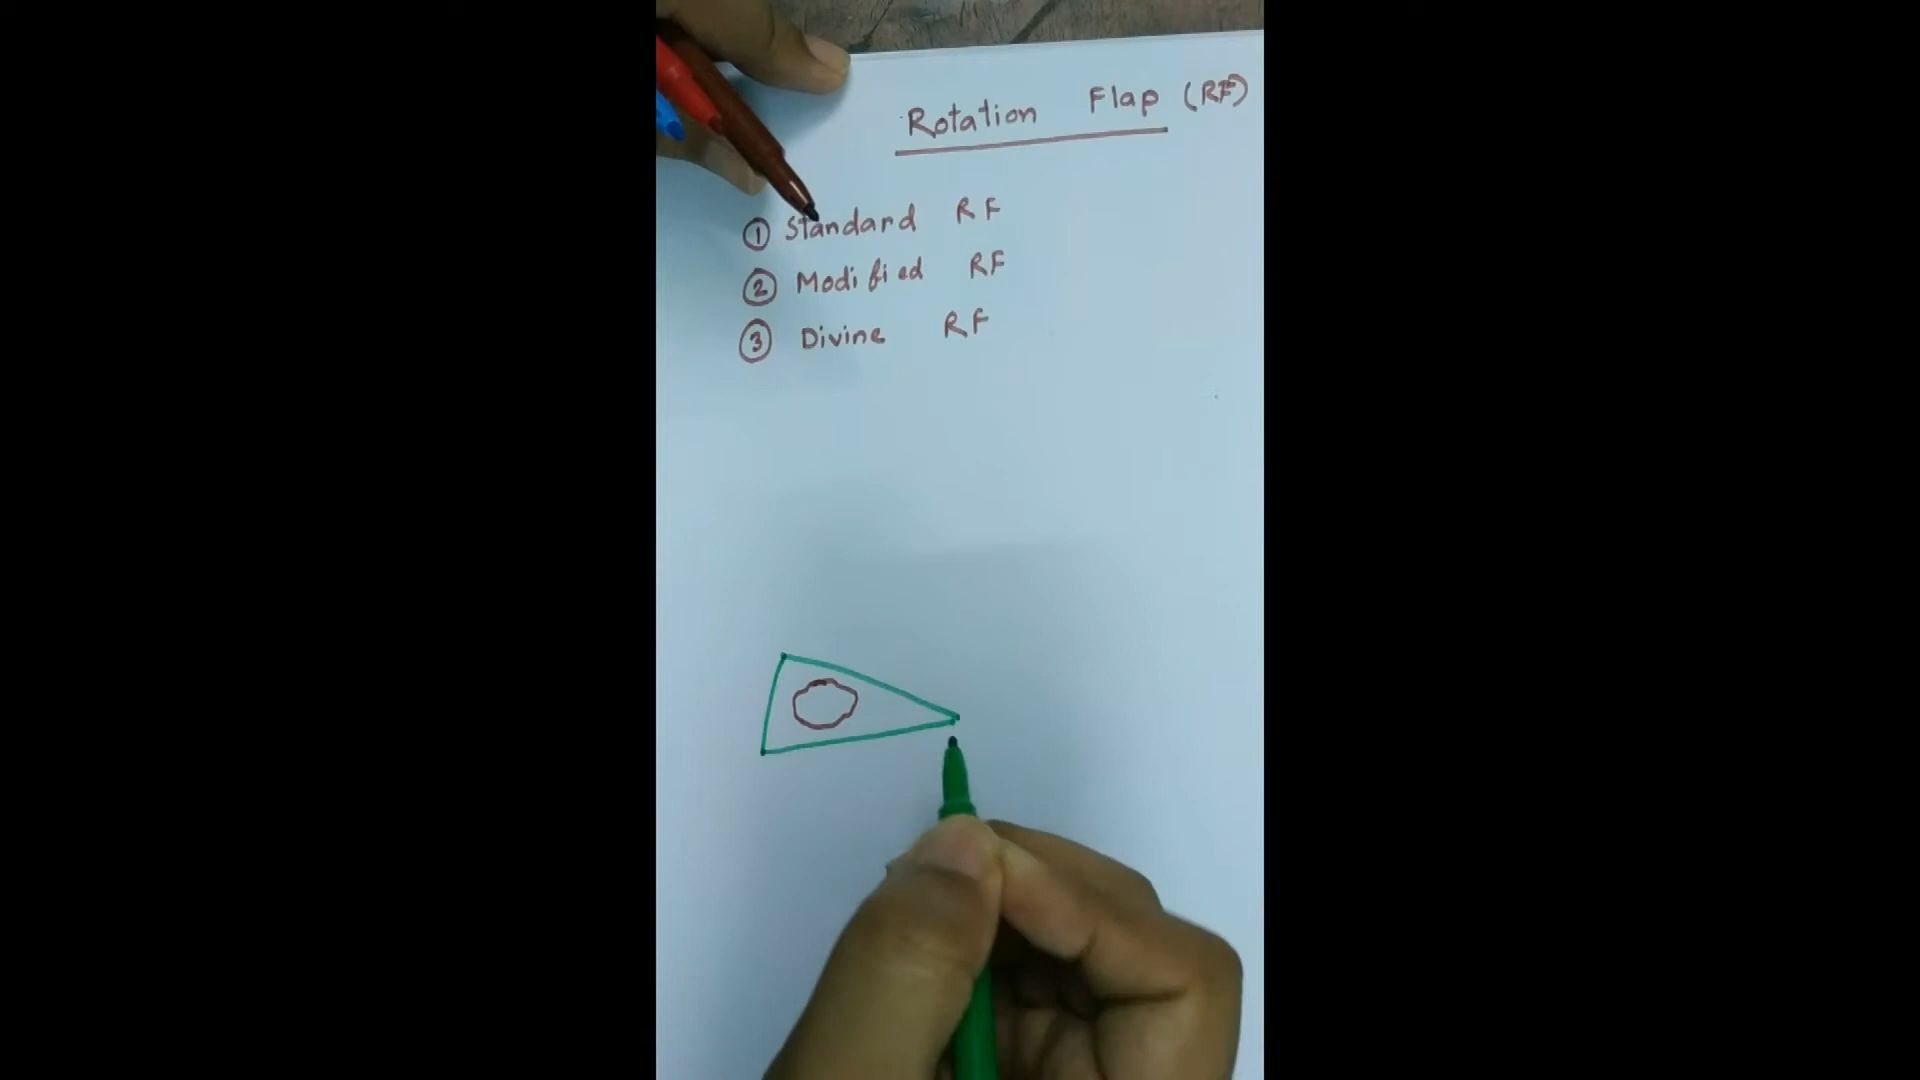 Rotation Flap (RF)
① Standard RF
② Modified RF
③ Divine RF